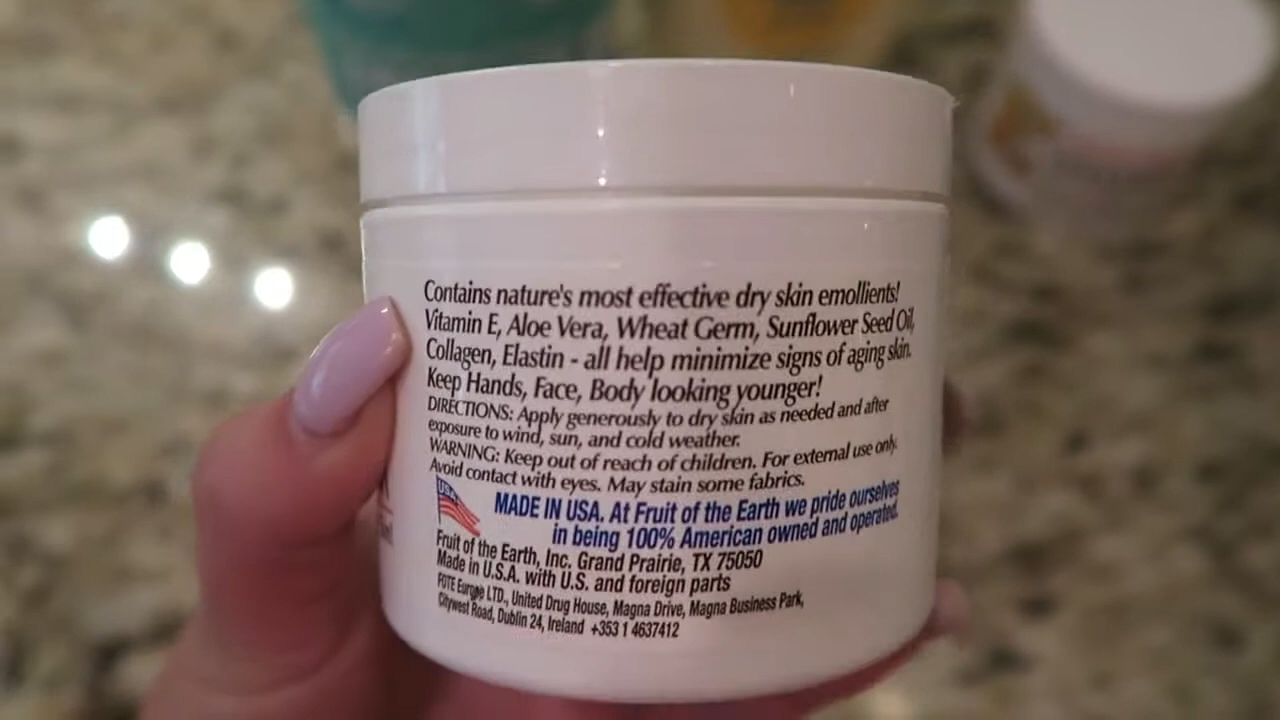 Contains nature's most effective dry skin emollients!
Vitamin E, Aloe Vera, Wheat Germ, Sunflower Seed Oil,
Collagen, Elastin - all help minimize signs of aging skin.
Keep Hands, Face, Body looking younger!
DIRECTIONS: Apply generously to dry skin as needed and after
exposure to wind, sun, and cold weather.
WARNING: Keep out of reach of children. For external use only.
Avoid contact with eyes. May stain some fabrics.
USA
MADE IN USA. At Fruit of the Earth we pride ourselves
in being 100% American owned and operated.
Fruit of the Earth, Inc. Grand Prairie, TX 75050
Made in U.S.A. with U.S. and foreign parts
FOTE Europe LTD., United Drug House, Magna Drive, Magna Business Park,
Citywest Road, Dublin 24, Ireland +353 1 4637412